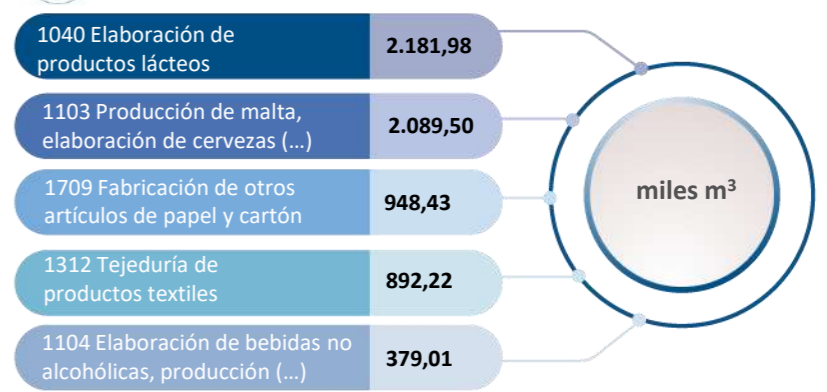 1040 Elaboración de
productos lácteos
2.181,98
1103 Producción de malta,
elaboración de cervezas (...)
2.089,50
1709 Fabricación de otros
artículos de papel y cartón
948,43
1312 Tejeduría de
productos textiles
892,22
1104 Elaboración de bebidas no
alcohólicas, producción (...)
379,01
miles m³